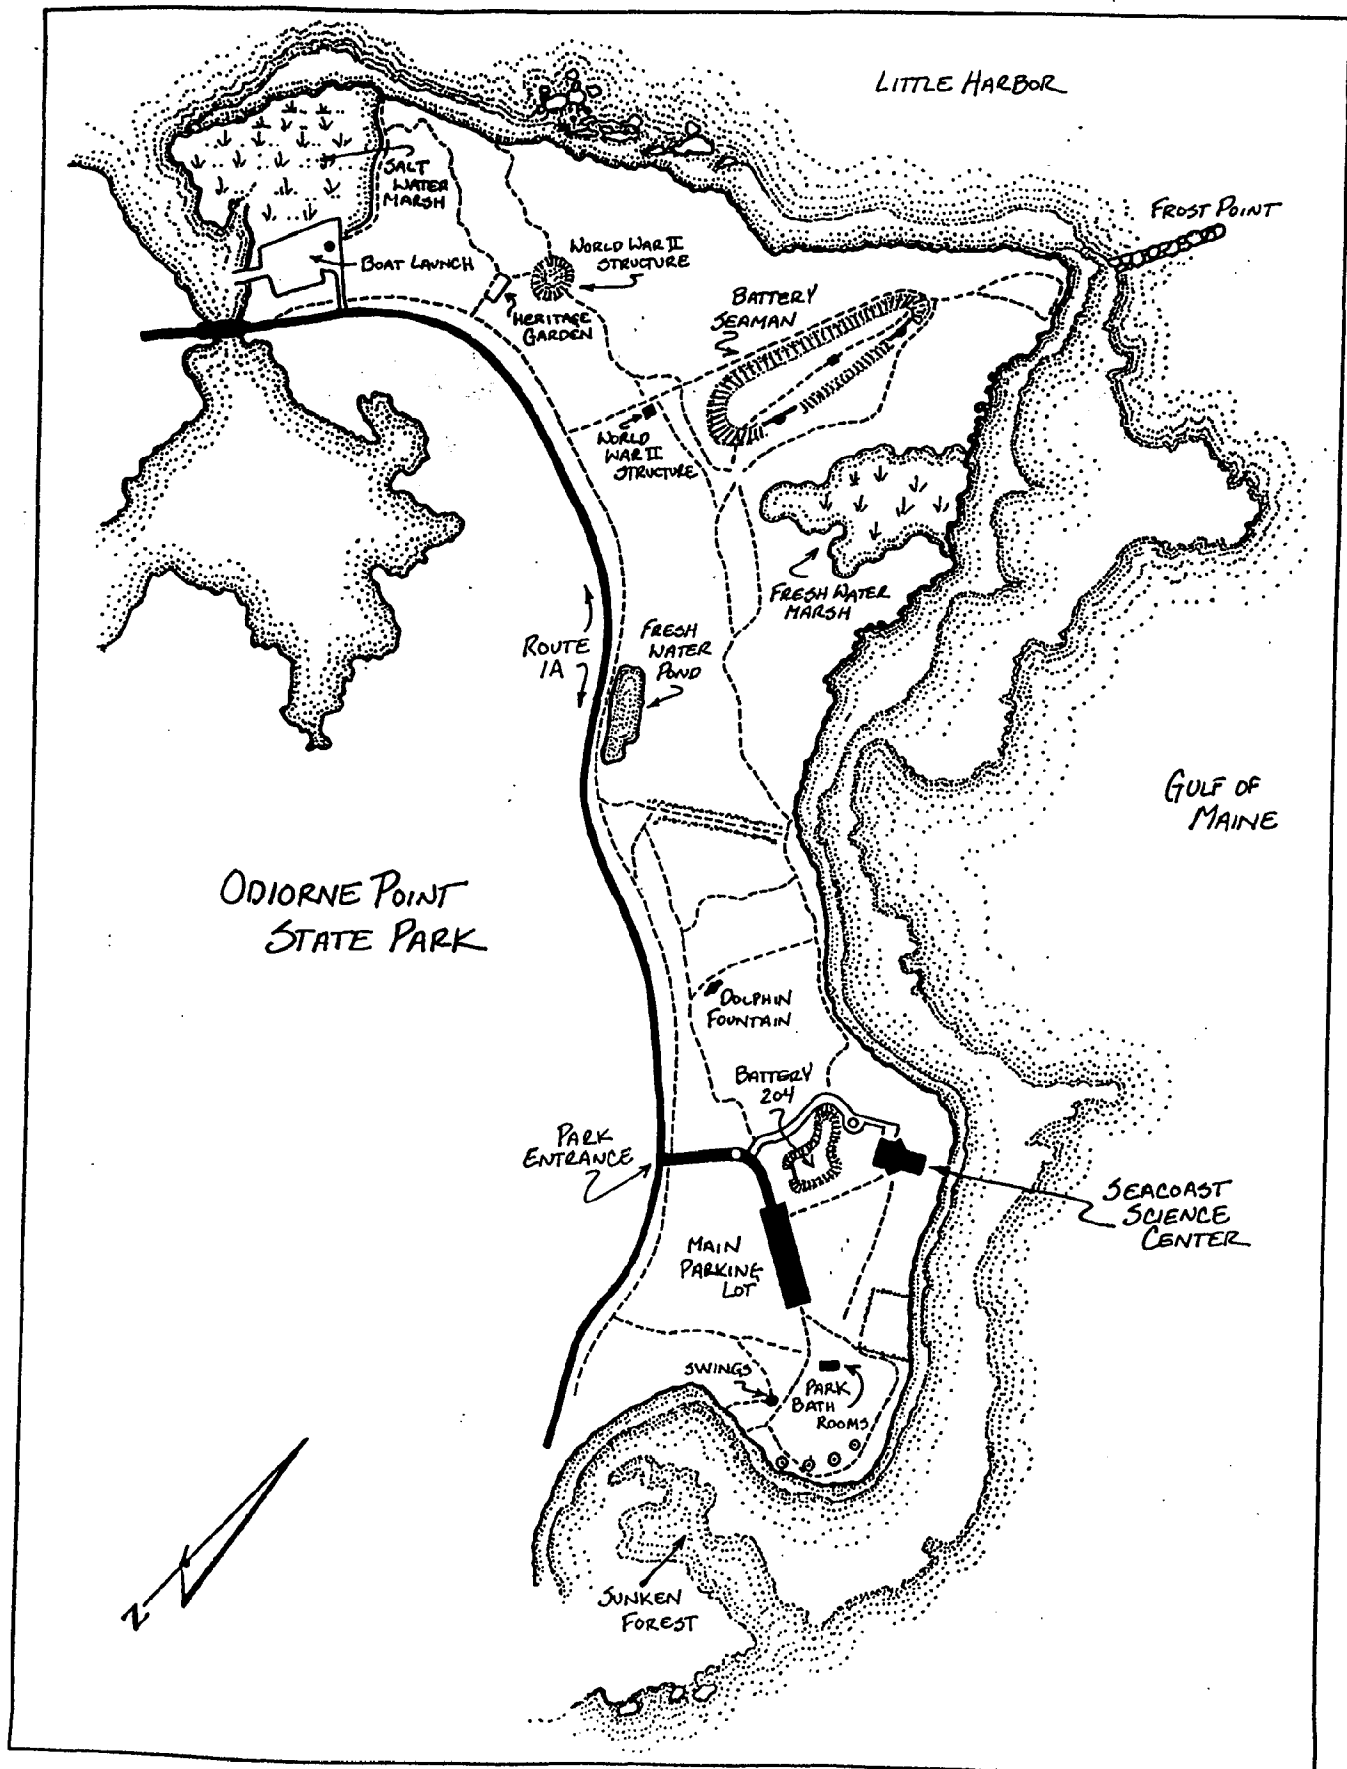 LITTLE HARBOR
FROST POINT
SALT
WATER
MARSH
BOAT LAUNCH
WORLD WAR II
STRUCTURE
HERITAGE
GARDEN
BATTERY
SEAMAN
WORLD
WAR II
STRUCTURE
FRESH WATER
MARSH
ROUTE
1A
FRESH
WATER
POND
GULF OF
MAINE
ODIORNE POINT
STATE PARK
DOLPHIN
FOUNTAIN
BATTERY
204
PARK
ENTRANCE
SEACOAST
SCIENCE
CENTER
MAIN
PARKING
LOT
SWINGS
PARK
BATH
ROOMS
SUNKEN
FOREST
N